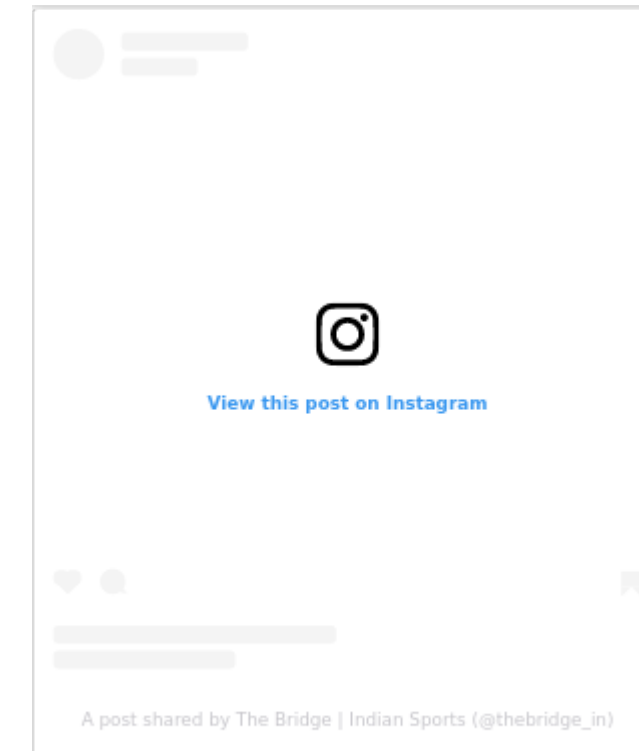 View this post on Instagram
A post shared by The Bridge | Indian Sports (@thebridge_in)